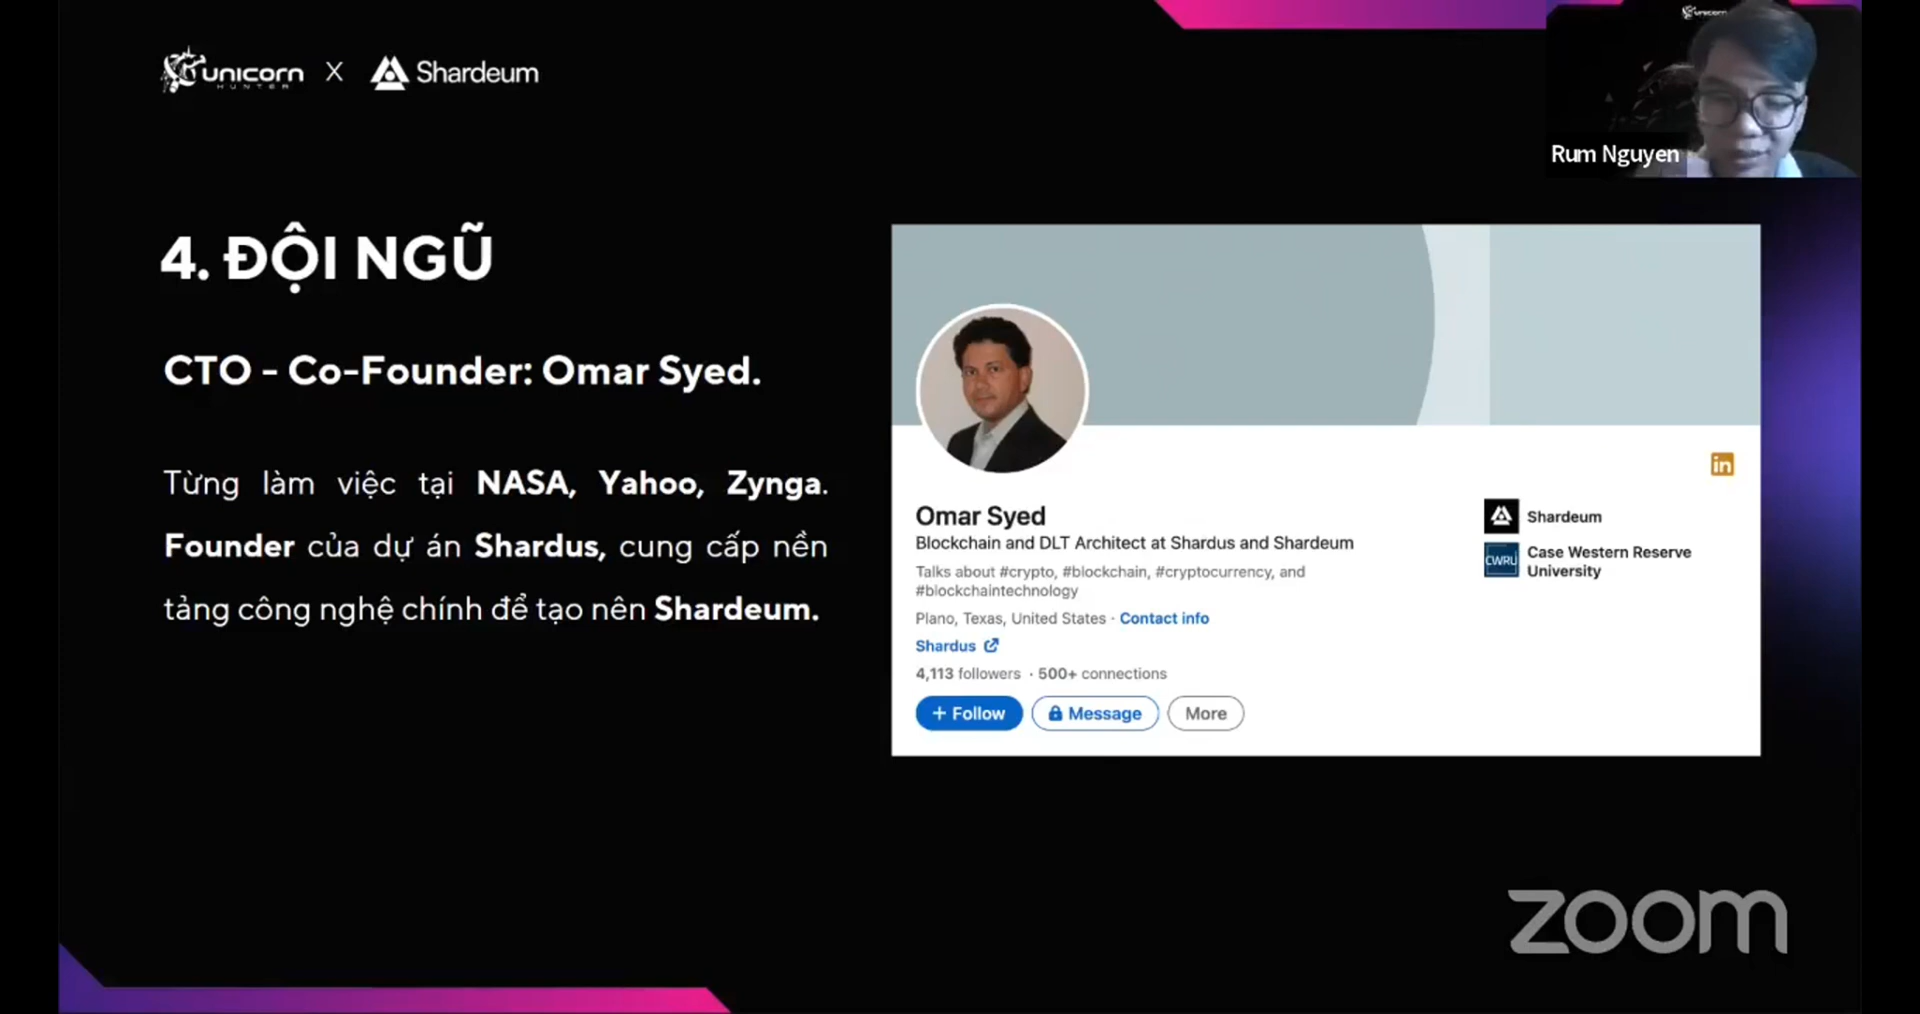 unicorn
HUNTER
X
Shardeum
unicorn
Rum Nguyen
4. ĐỘI NGŨ
CTO - Co-Founder: Omar Syed.
Từng làm việc tại NASA, Yahoo, Zynga.
Founder của dự án Shardus, cung cấp nền
tảng công nghệ chính để tạo nên Shardeum.
in
Omar Syed
Blockchain and DLT Architect at Shardus and Shardeum
Talks about #crypto, #blockchain, #cryptocurrency, and
#blockchaintechnology
Plano, Texas, United States · Contact info
Shardus
4,113 followers · 500+ connections
+ Follow
Message
More
Shardeum
CWRU
Case Western Reserve
University
zoom